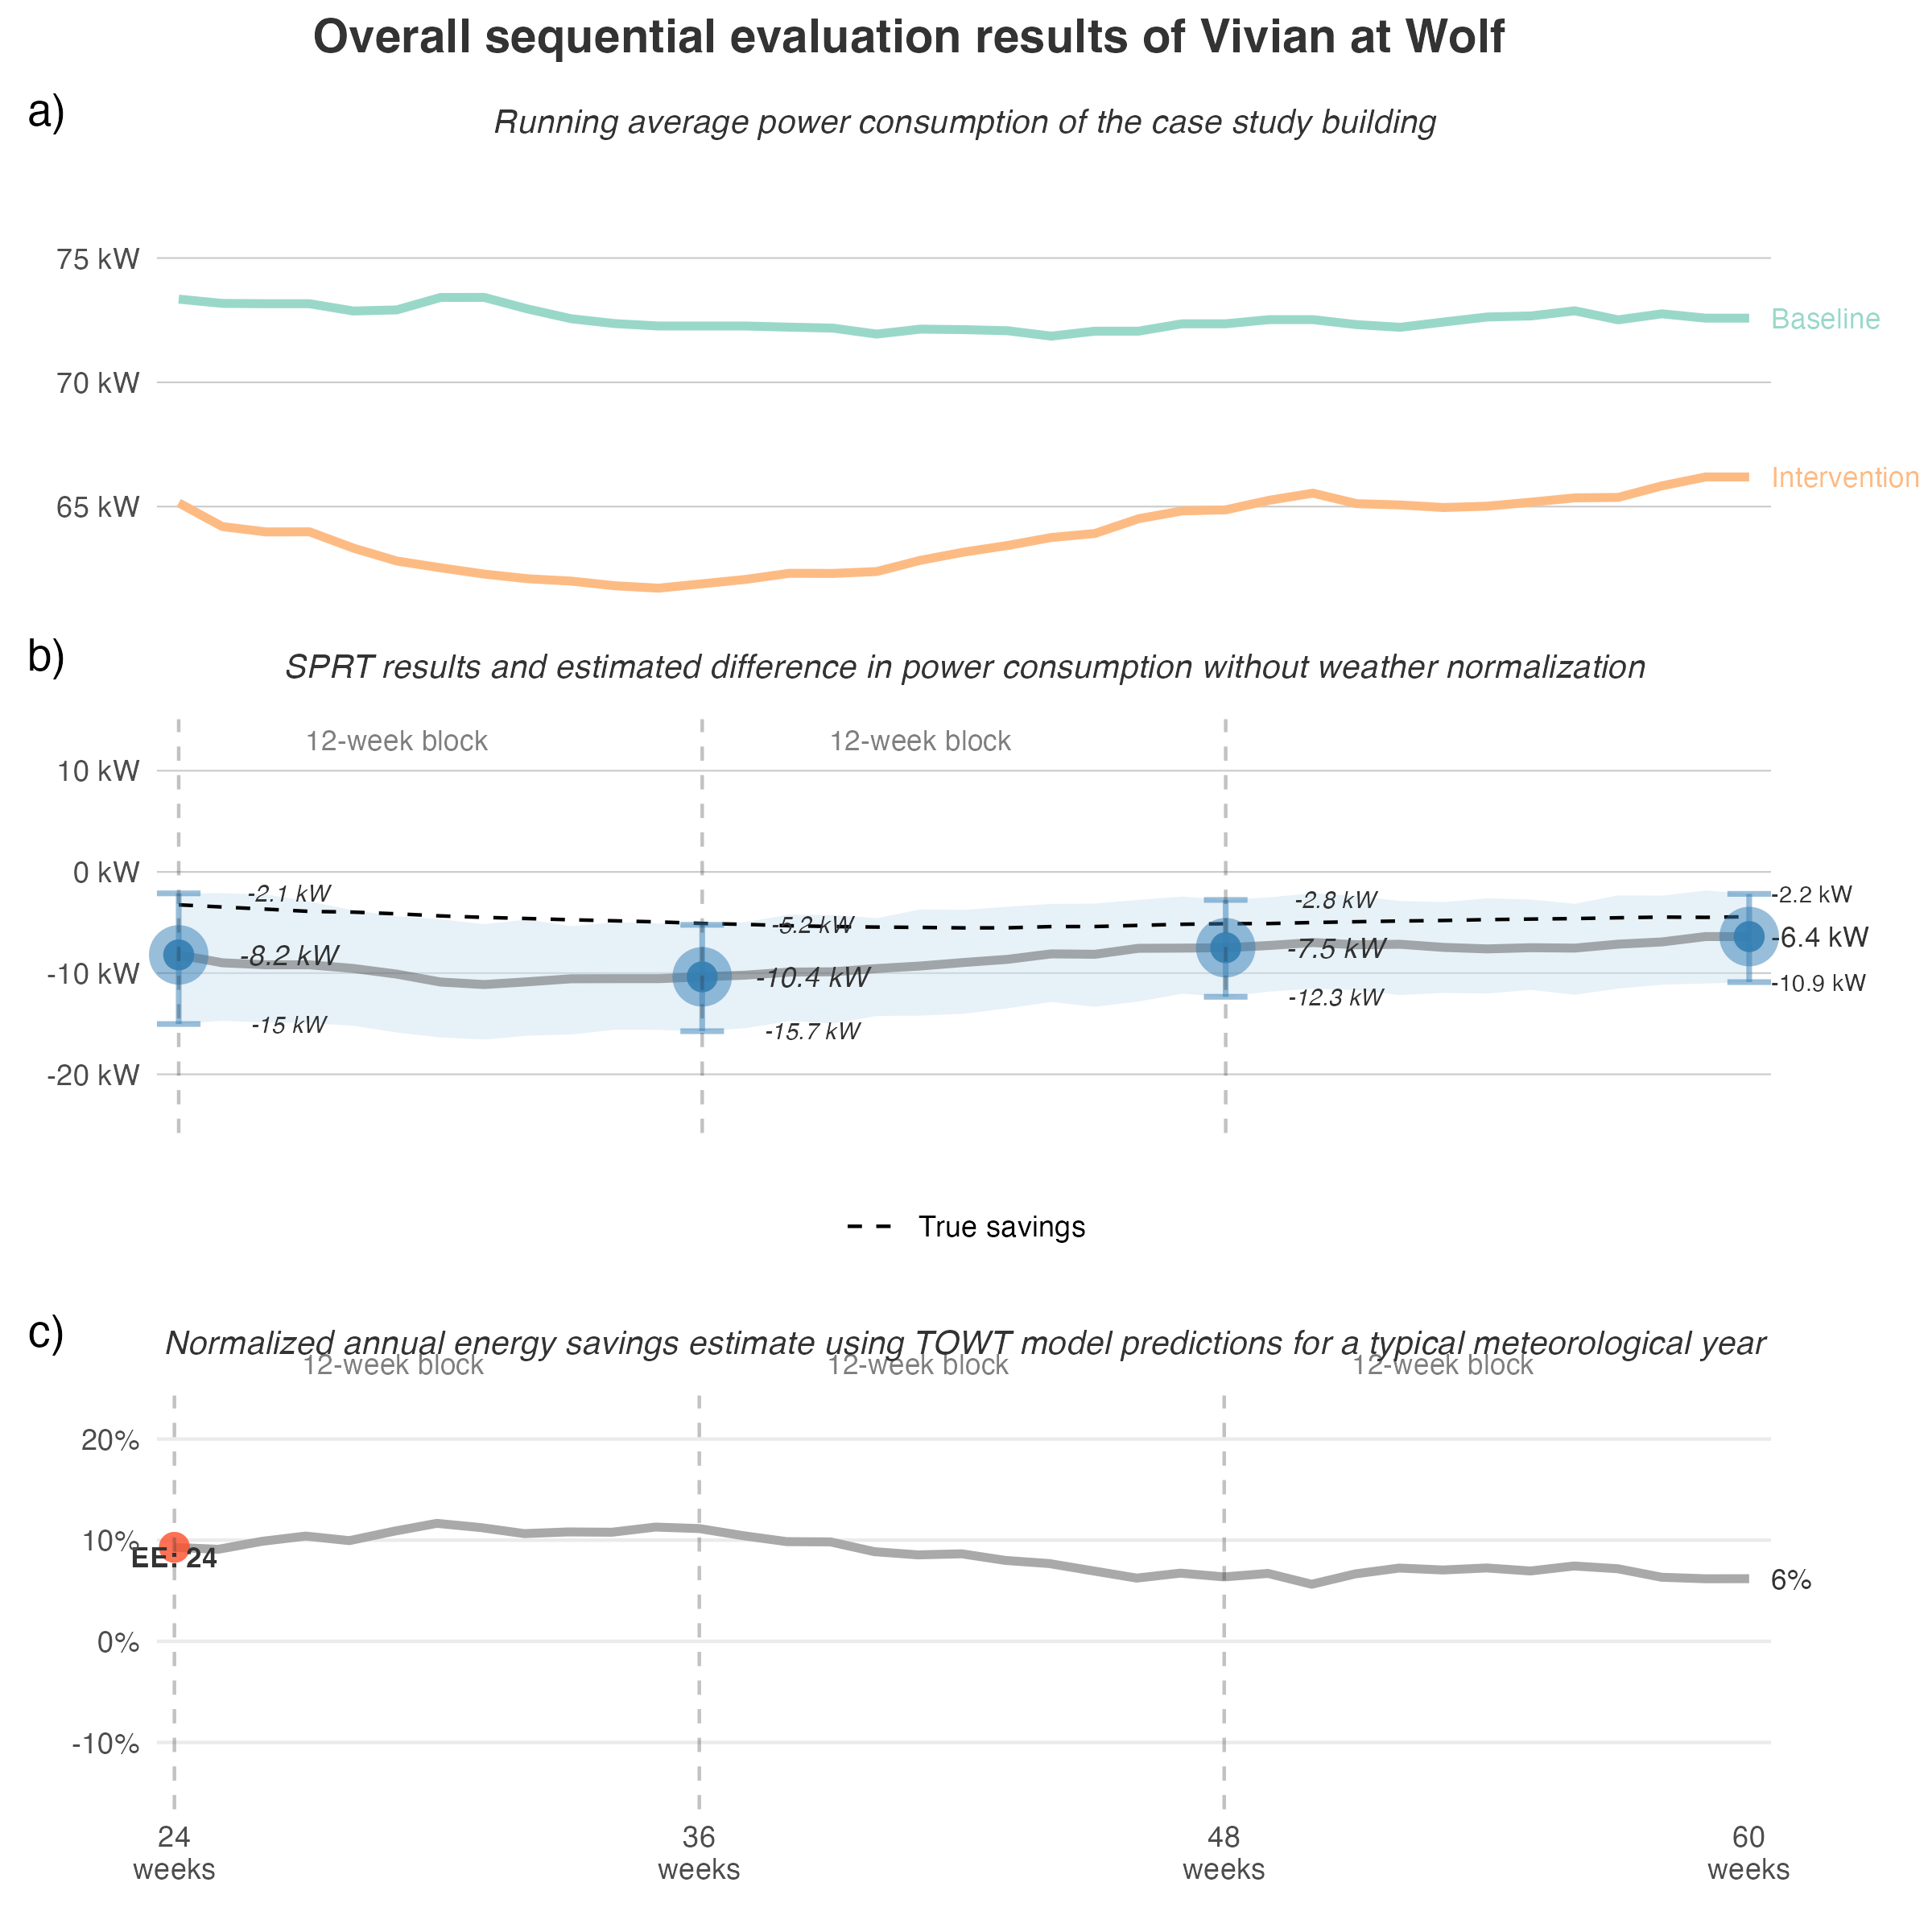 Overall sequential evaluation results of Vivian at Wolf
a)
Running average power consumption of the case study building
75 kW
70 kW
65 kW
Baseline
Intervention
b)
SPRT results and estimated difference in power consumption without weather normalization
12-week block
12-week block
10 kW
0 kW
-10 kW
-20 kW
-2.1 kW
-8.2 kW
-15 kW
-5.2 kW
-10.4 kW
-15.7 kW
-2.8 kW
-7.5 kW
-12.3 kW
-2.2 kW
-6.4 kW
-10.9 kW
True savings
c)
Normalized annual energy savings estimate using TOWT model predictions for a typical meteorological year
12-week block
12-week block
12-week block
20%
10%
0%
-10%
EE: 24
6%
24
weeks
36
weeks
48
weeks
60
weeks